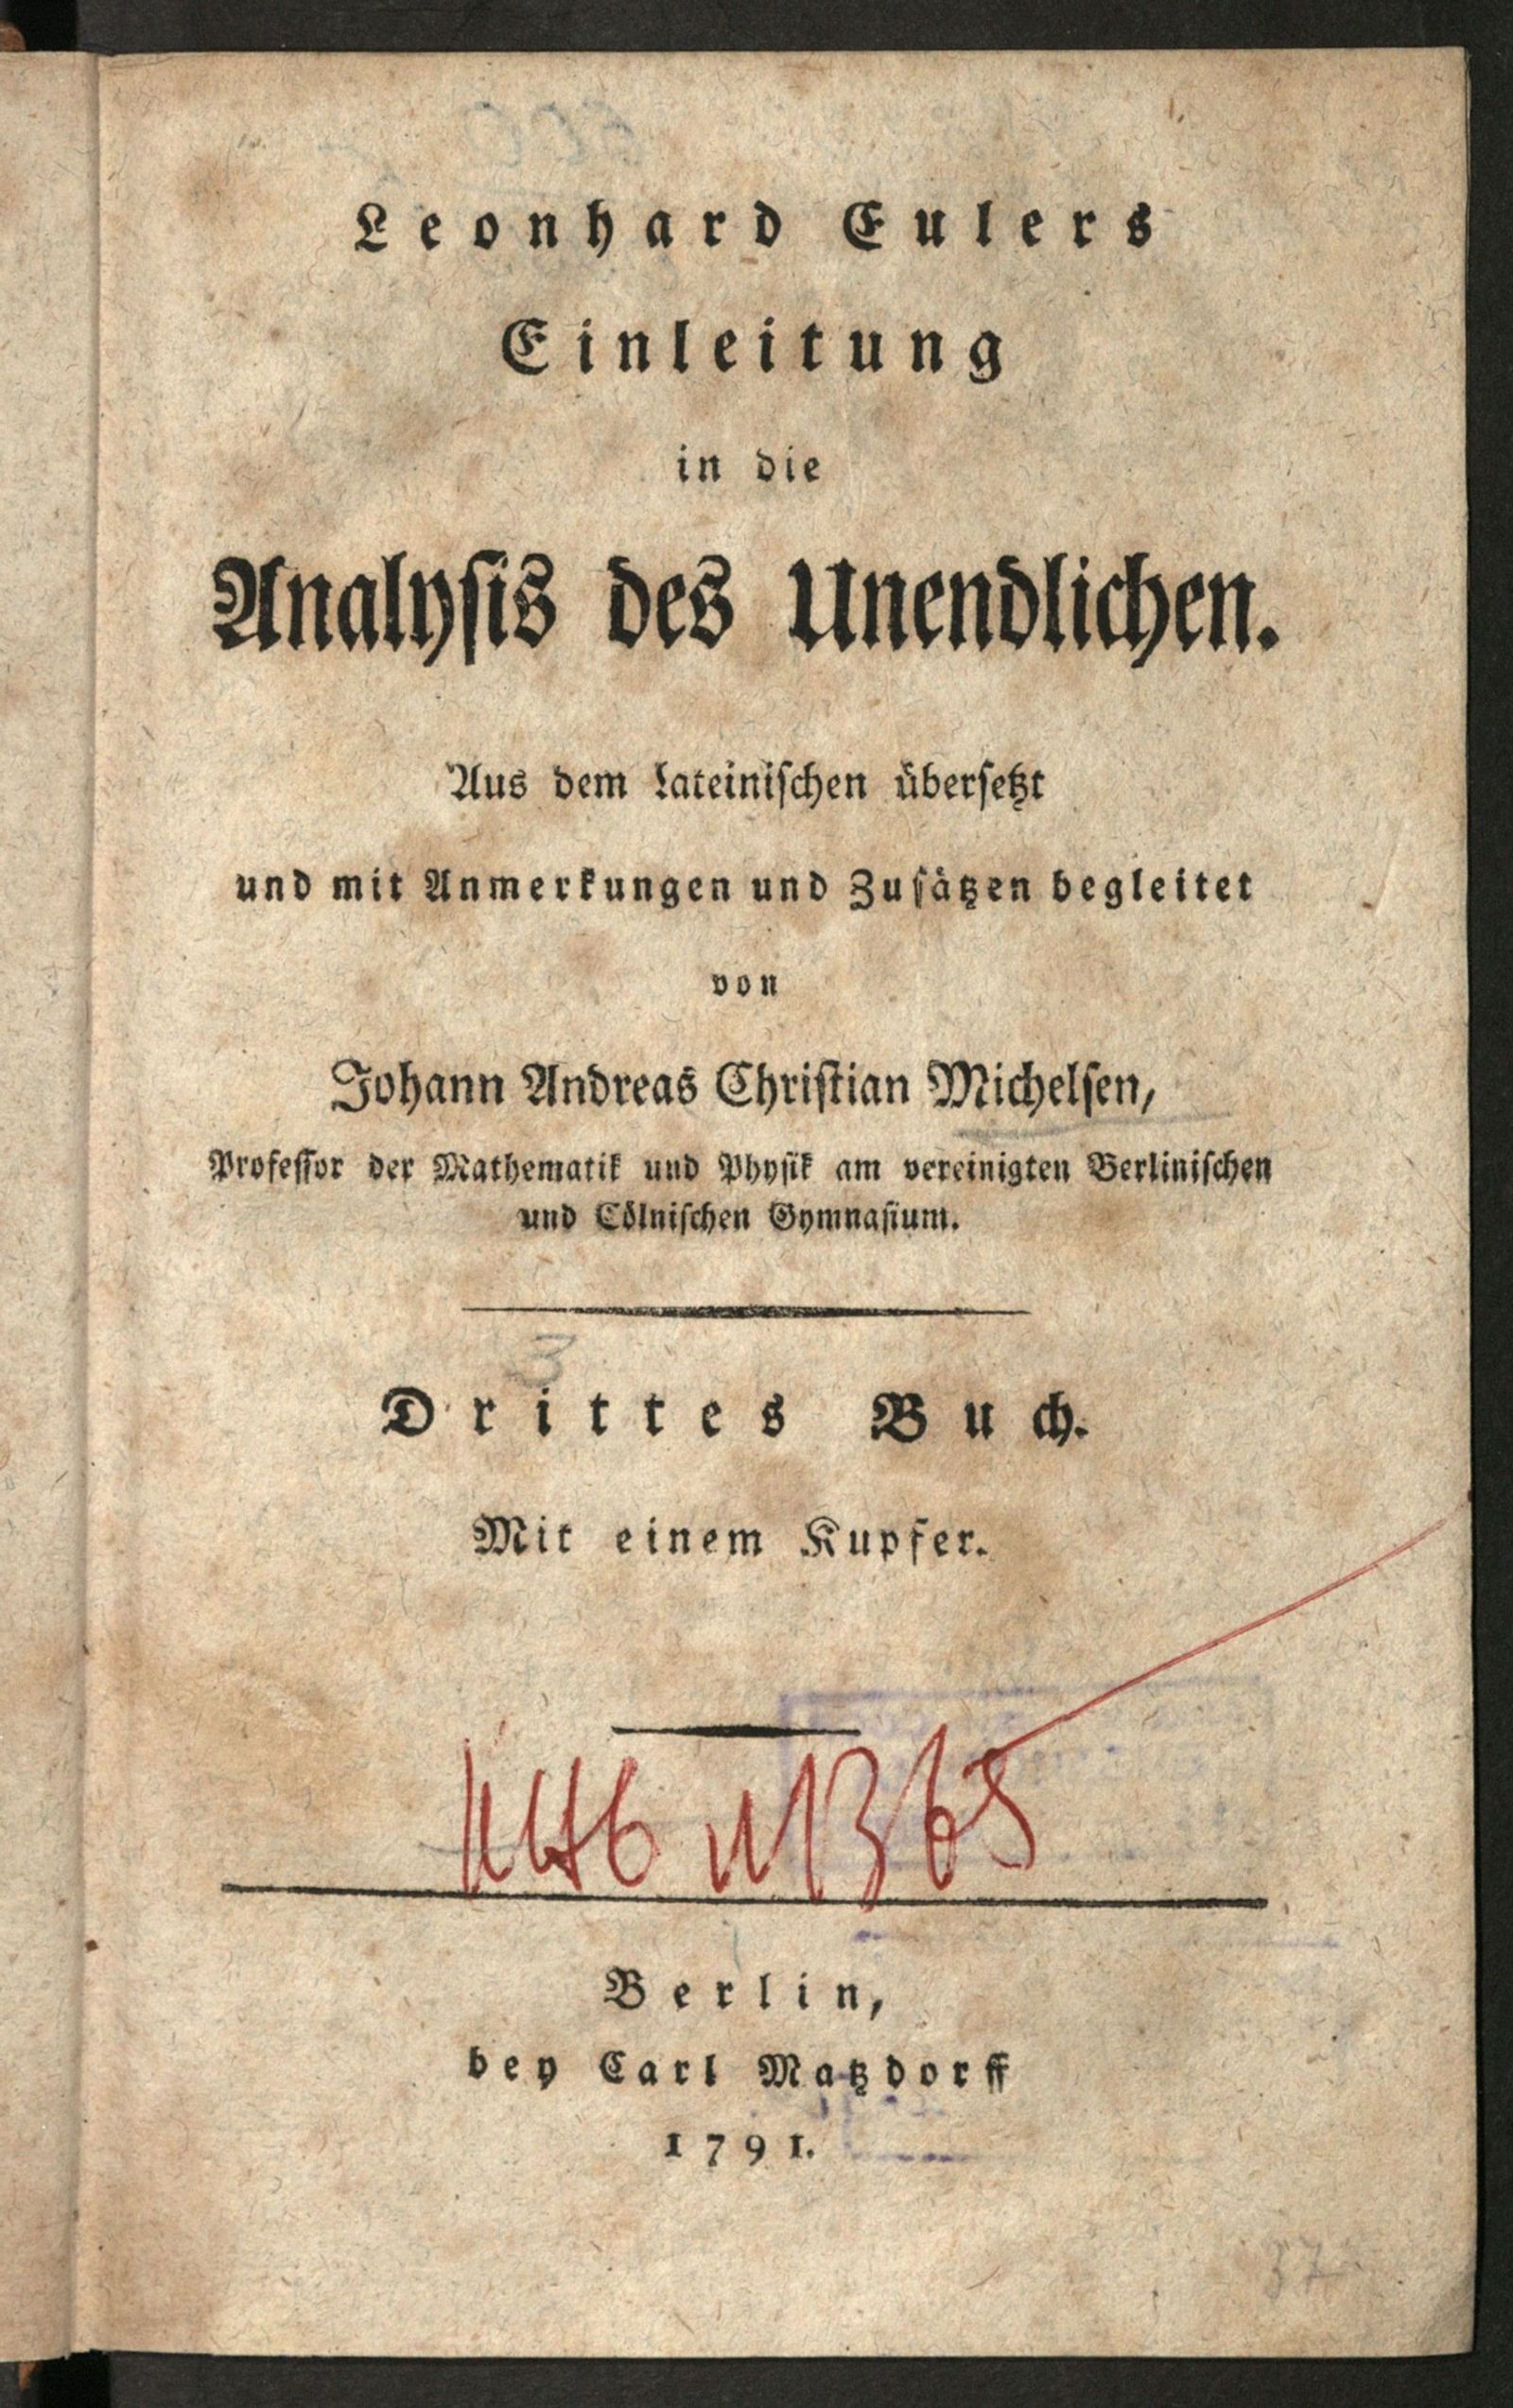 Leonhard Eulers
Einleitung
in die
Analysis des Unendlichen.
Aus dem Lateinischen übersetzt
und mit Anmerkungen und Zusätzen begleitet
von
Johann Andreas Christian Michelsen,
Professor der Mathematik und Physik am vereinigten Berlinischen
und Cölnischen Gymnasium.
3
Drittes Buch.
Mit einem Kupfer.
Berlin,
bey Carl Matzdorff
1791.
37